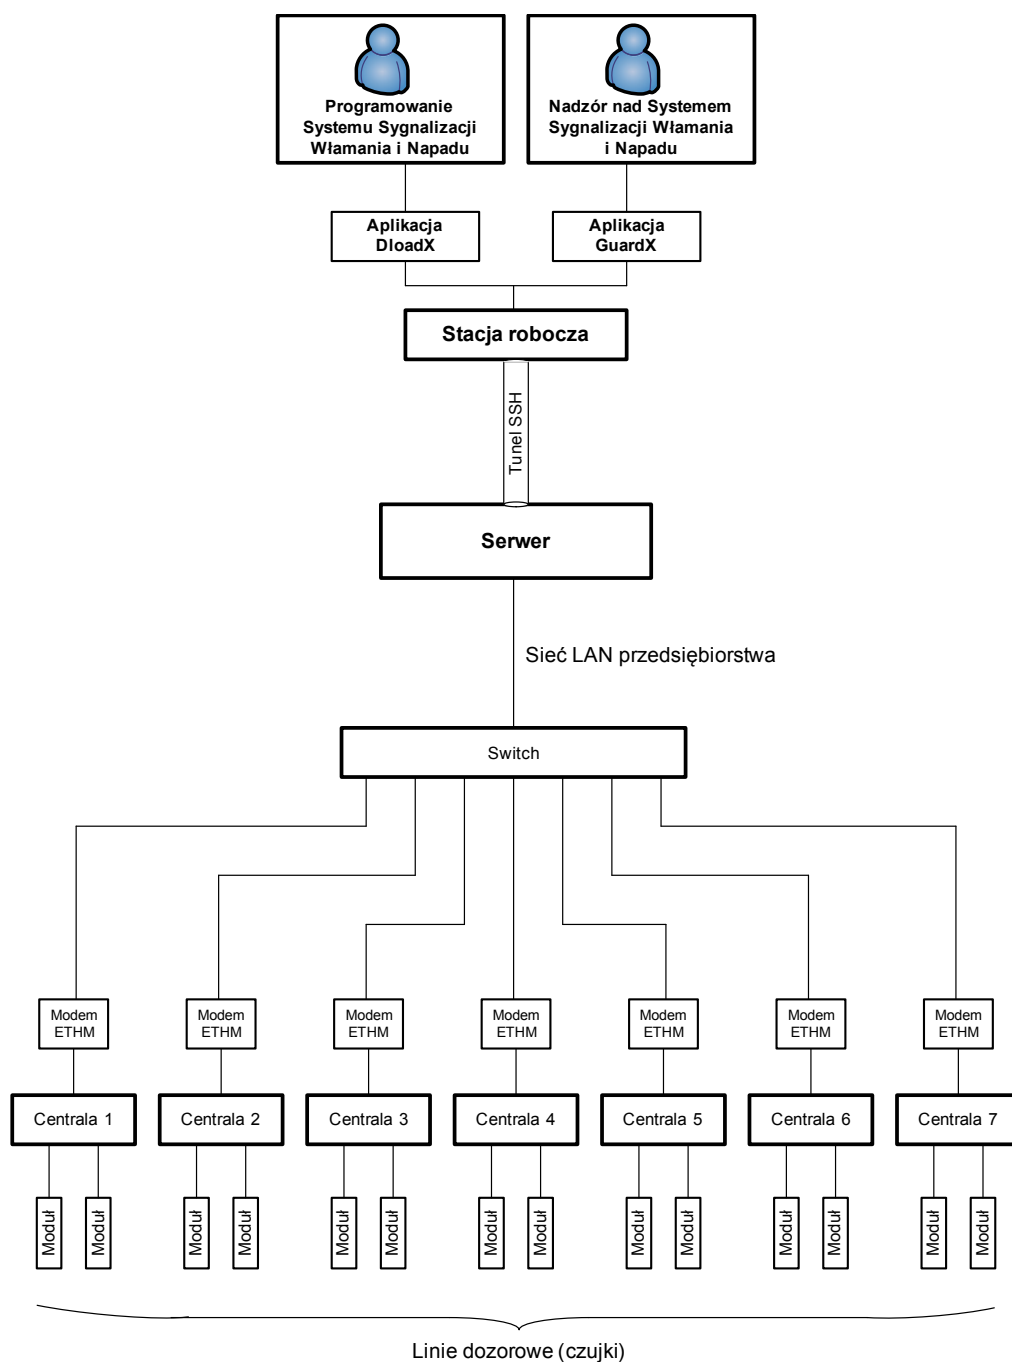 Programowanie
Systemu Sygnalizacji
Włamania i Napadu
Nadzór nad Systemem
Sygnalizacji Włamania
i Napadu
Aplikacja
DloadX
Aplikacja
GuardX
Stacja robocza
Tunel SSH
Serwer
Sieć LAN przedsiębiorstwa
Switch
Modem
ETHM
Modem
ETHM
Modem
ETHM
Modem
ETHM
Modem
ETHM
Modem
ETHM
Modem
ETHM
Centrala 1
Centrala 2
Centrala 3
Centrala 4
Centrala 5
Centrala 6
Centrala 7
Moduł
Moduł
Moduł
Moduł
Moduł
Moduł
Moduł
Moduł
Moduł
Moduł
Moduł
Moduł
Moduł
Moduł
Linie dozorowe (czujki)